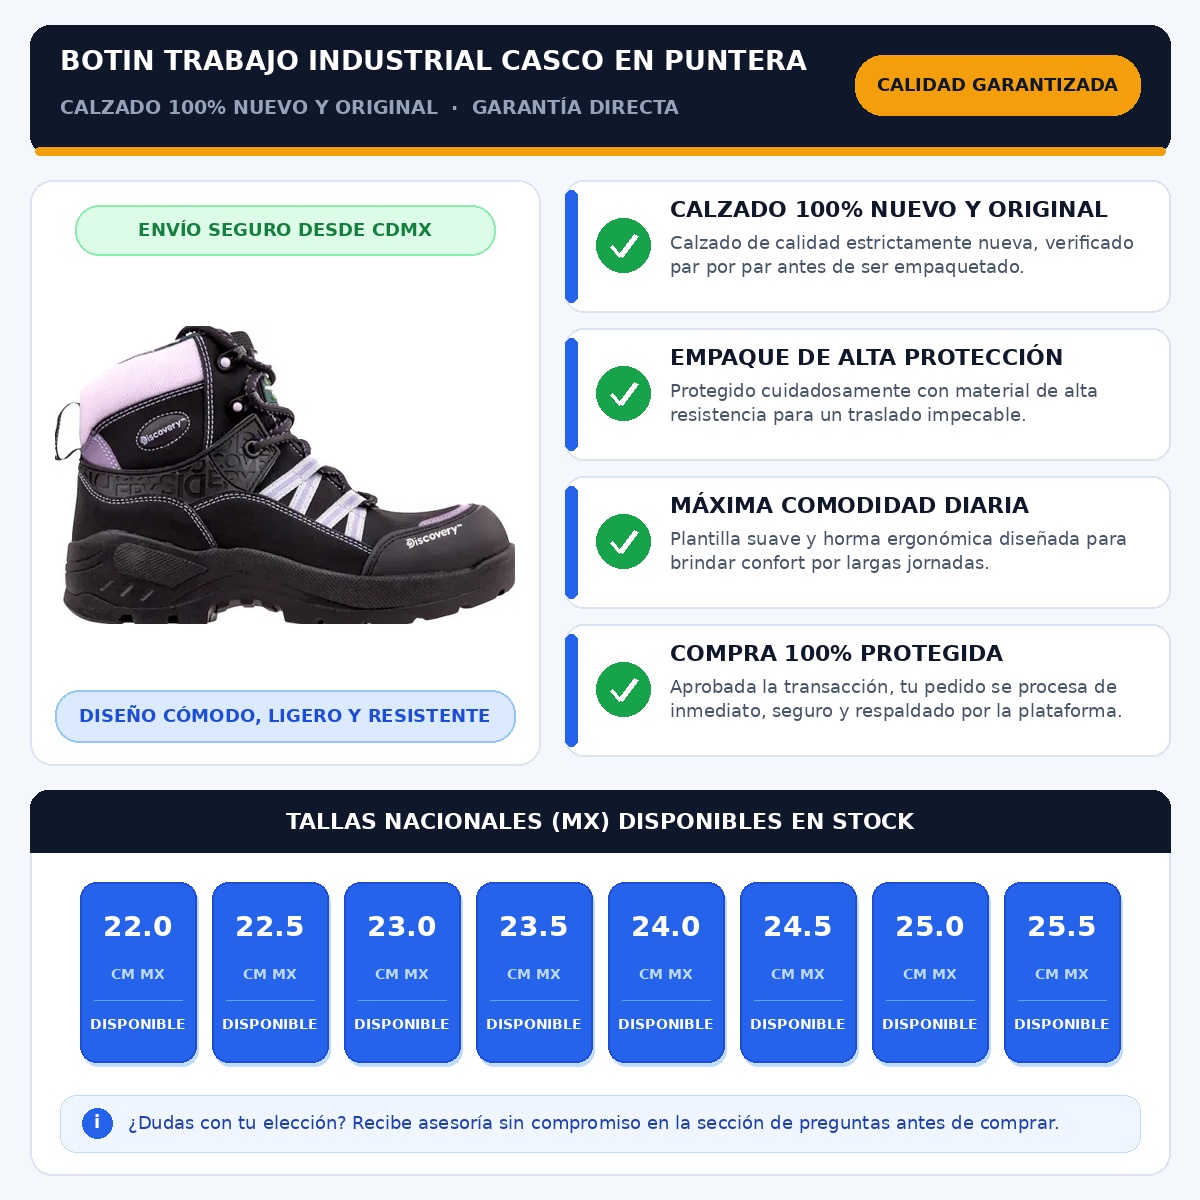 BOTIN TRABAJO INDUSTRIAL CASCO EN PUNTERA
CALZADO 100% NUEVO Y ORIGINAL · GARANTÍA DIRECTA
CALIDAD GARANTIZADA
ENVÍO SEGURO DESDE CDMX
Discovery™
Discovery™
DISEÑO CÓMODO, LIGERO Y RESISTENTE
CALZADO 100% NUEVO Y ORIGINAL
Calzado de calidad estrictamente nueva, verificado
par por par antes de ser empaquetado.
EMPAQUE DE ALTA PROTECCIÓN
Protegido cuidadosamente con material de alta
resistencia para un traslado impecable.
MÁXIMA COMODIDAD DIARIA
Plantilla suave y horma ergonómica diseñada para
brindar confort por largas jornadas.
COMPRA 100% PROTEGIDA
Aprobada la transacción, tu pedido se procesa de
inmediato, seguro y respaldado por la plataforma.
TALLAS NACIONALES (MX) DISPONIBLES EN STOCK
22.0 22.5 23.0 23.5 24.0 24.5 25.0 25.5
CM MX CM MX CM MX CM MX CM MX CM MX CM MX CM MX
DISPONIBLE DISPONIBLE DISPONIBLE DISPONIBLE DISPONIBLE DISPONIBLE DISPONIBLE DISPONIBLE
i ¿Dudas con tu elección? Recibe asesoría sin compromiso en la sección de preguntas antes de comprar.